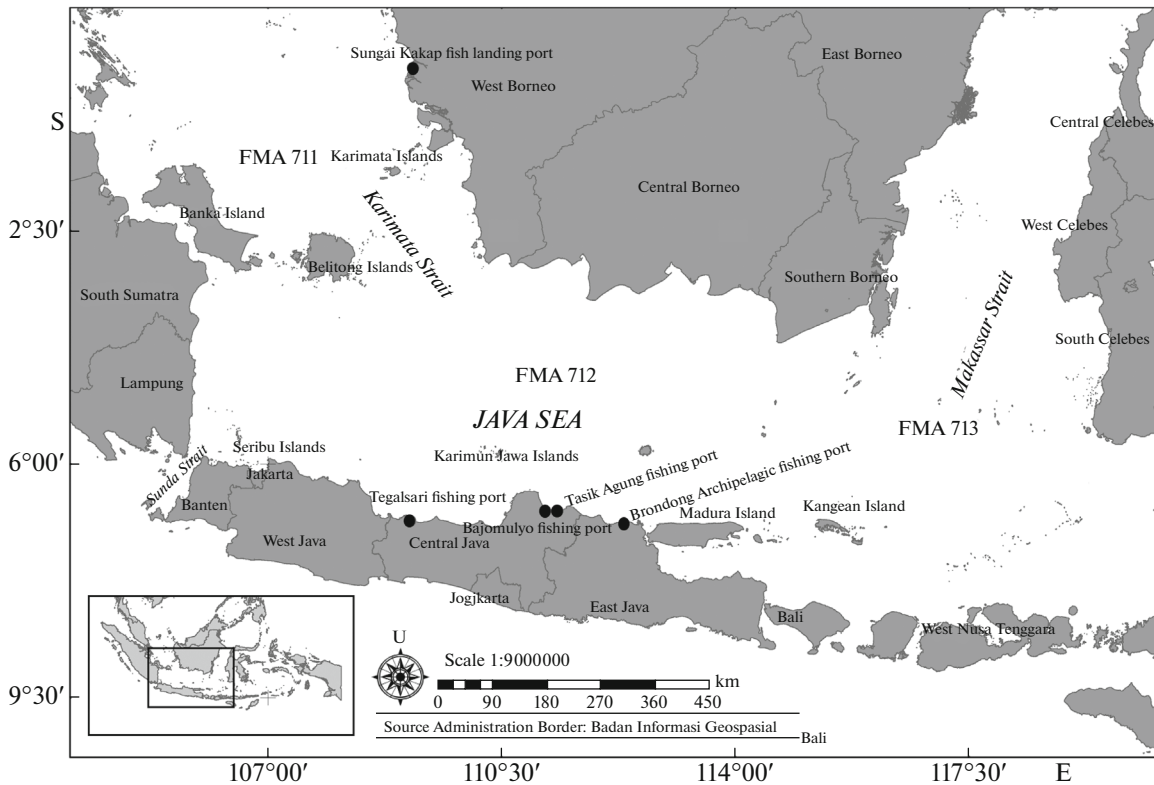 Sungai Kakap fish landing port
East Borneo
West Borneo
S
Central Celebes
FMA 711
Karimata Islands
Central Borneo
Karimata Strait
Banka Island
2°30′
West Celebes
Belitong Islands
Southern Borneo
South Sumatra
Makassar Strait
South Celebes
Lampung
FMA 712
JAVA SEA
FMA 713
Seribu Islands
Karimun Jawa Islands
6°00′
Sunda Strait
Jakarta
Tasik Agung fishing port
Brondong Archipelagic fishing port
Tegalsari fishing port
Banten
Madura Island
Kangean Island
Bajomulyo fishing port
West Java
Central Java
Jogjkarta
East Java
Bali
West Nusa Tenggara
U
Scale 1:9000000
km
0 90 180 270 360 450
9°30′
Source Administration Border: Badan Informasi Geospasial
Bali
107°00′ 110°30′ 114°00′ 117°30′ E